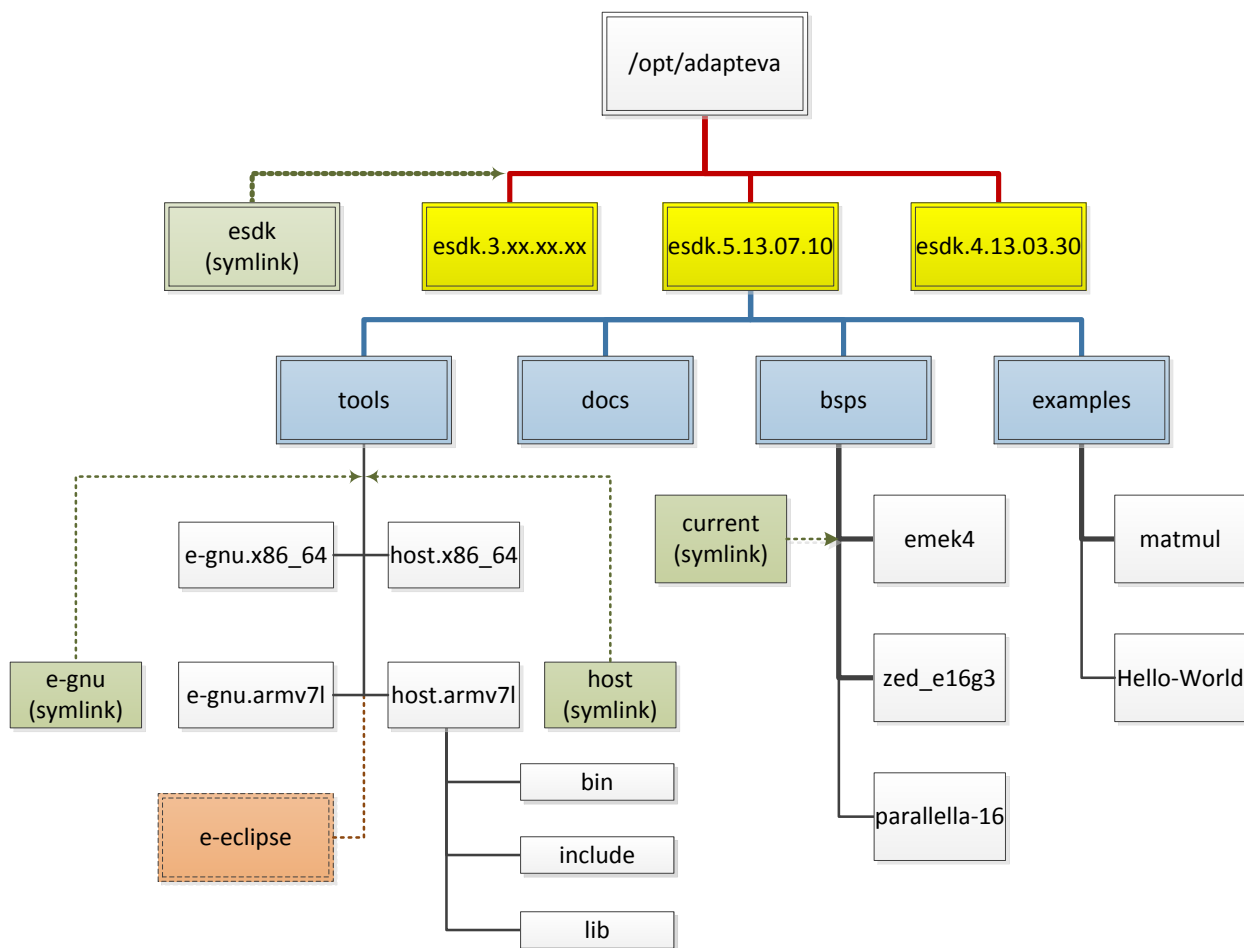 /opt/adapteva
esdk
(symlink)
esdk.3.xx.xx.xx
esdk.5.13.07.10
esdk.4.13.03.30
tools
docs
bsps
examples
current
(symlink)
e-gnu.x86_64
host.x86_64
emek4
matmul
e-gnu
(symlink)
e-gnu.armv7l
host.armv7l
host
(symlink)
zed_e16g3
Hello-World
bin
e-eclipse
parallella-16
include
lib